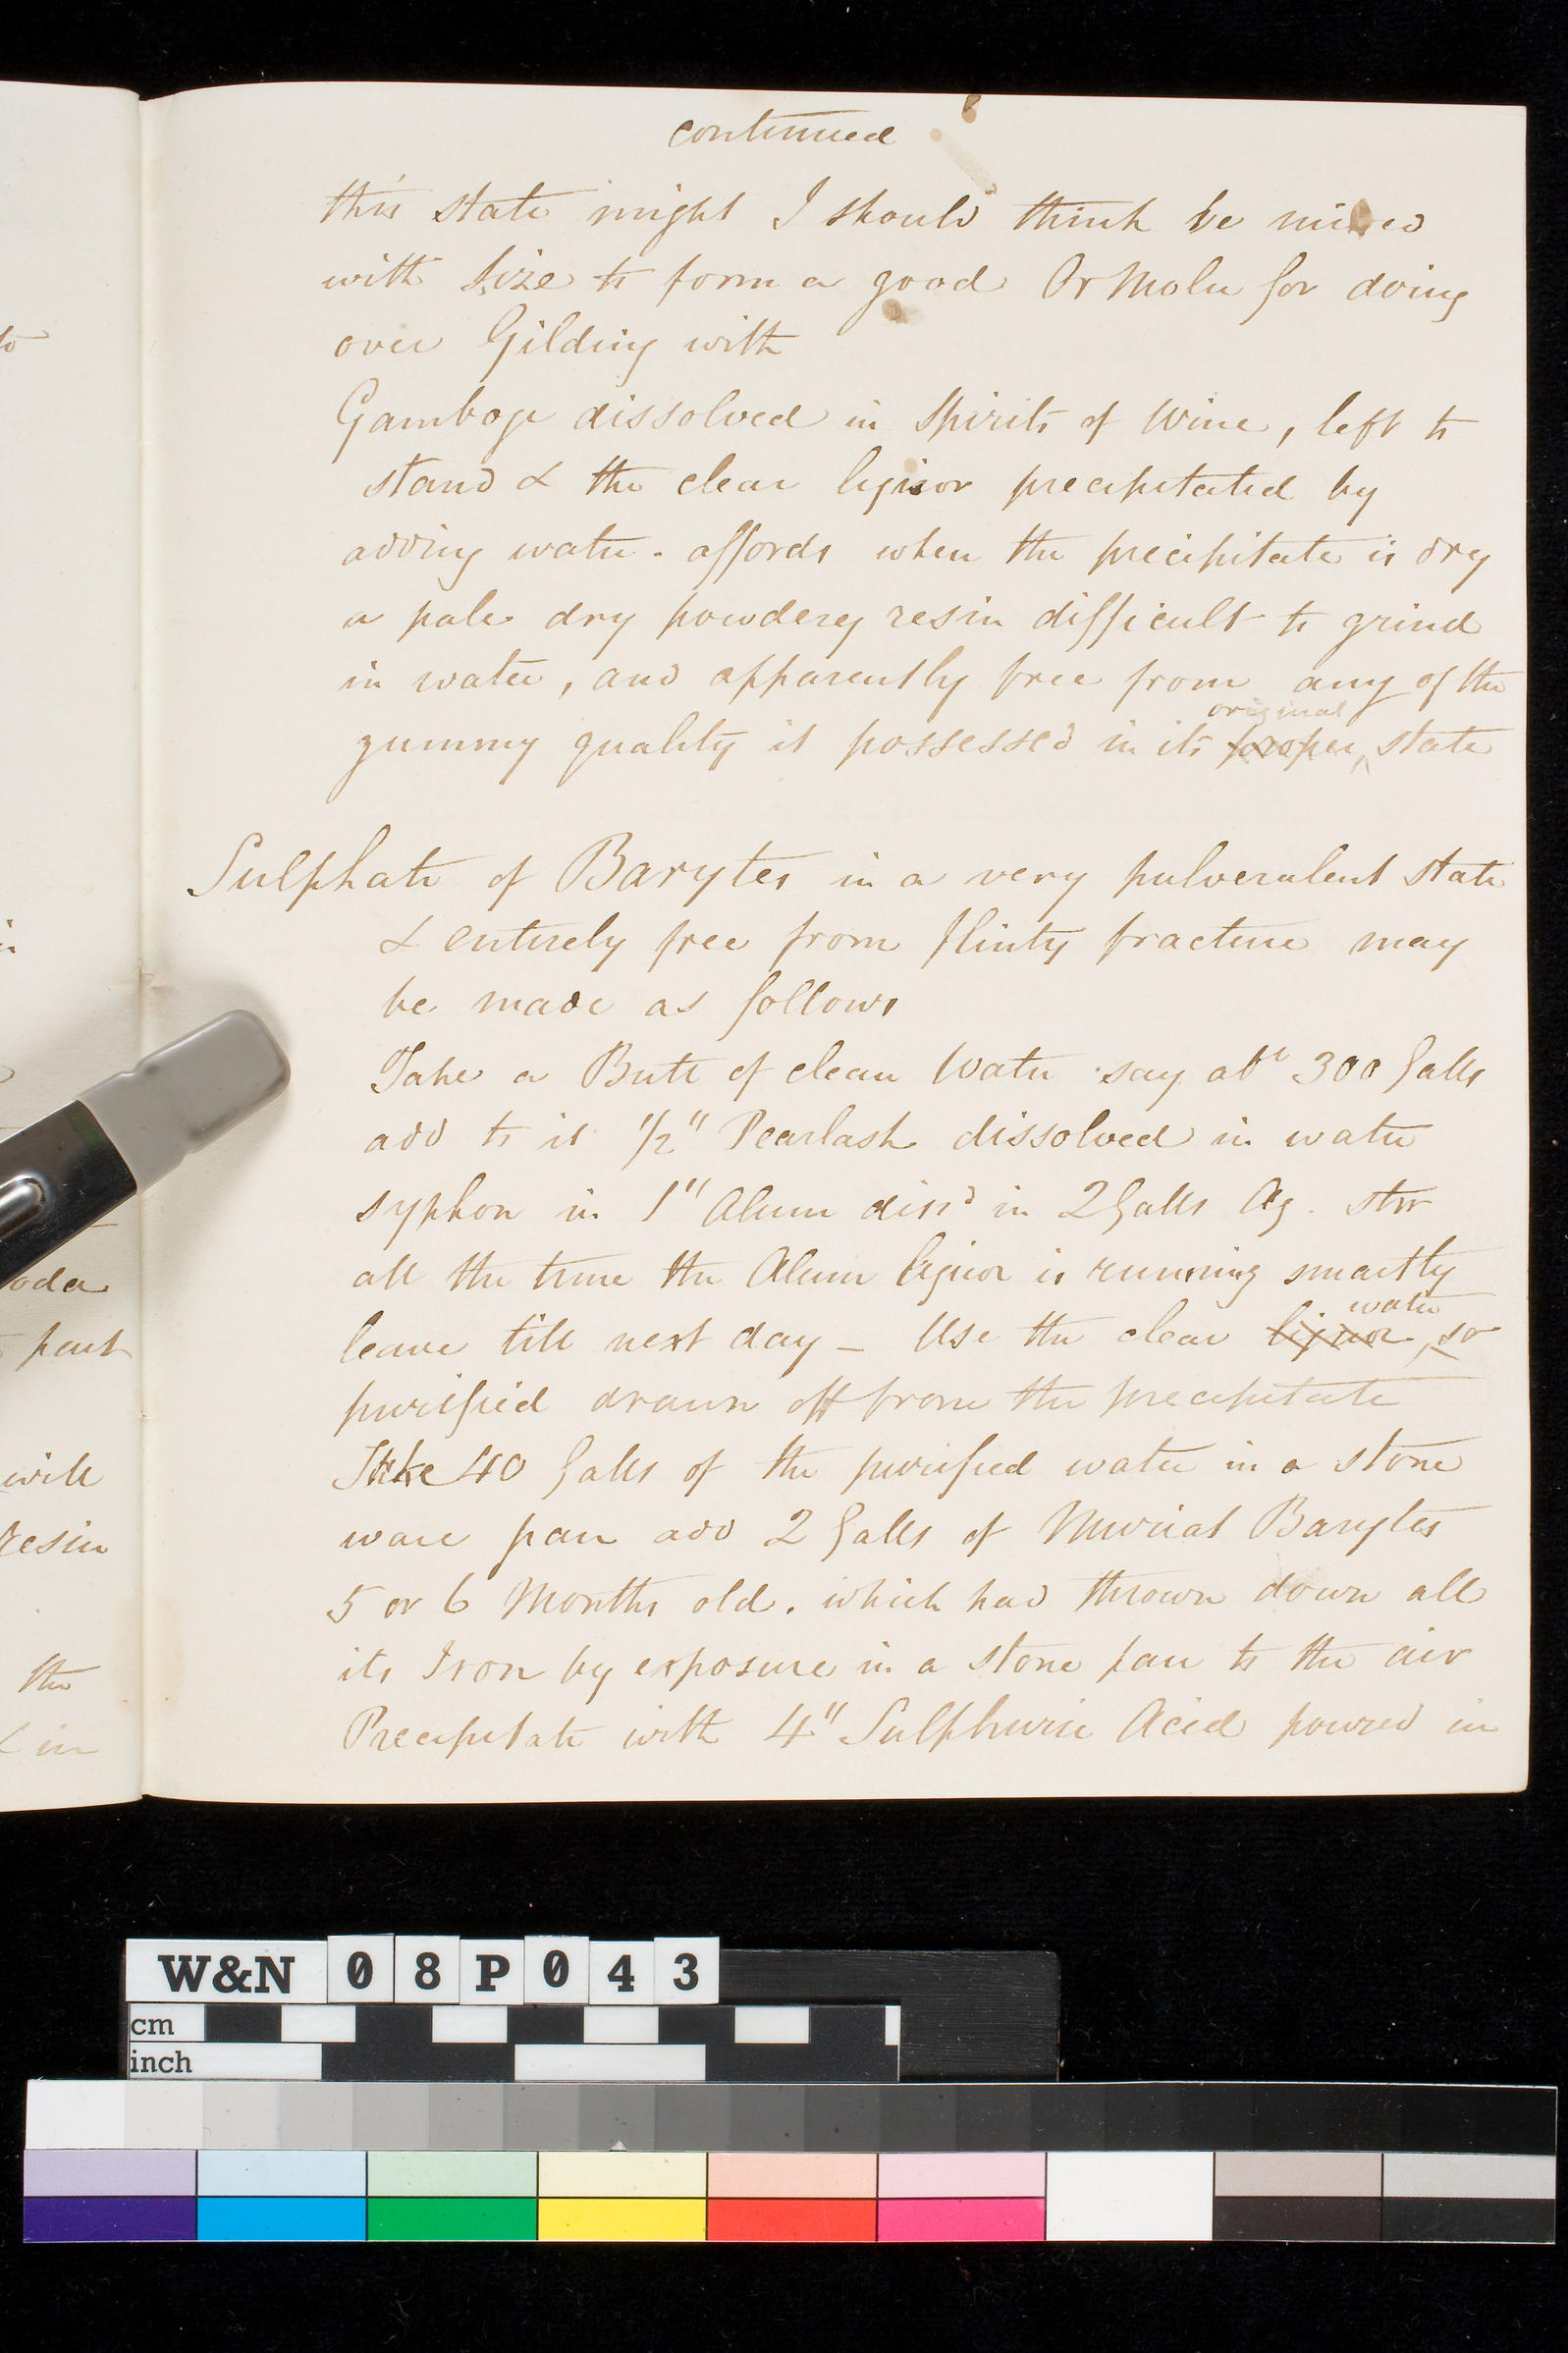 continued
this state might I should think be mixed
with Size to form a good Or Molu for doing
over Gilding with
Gamboge dissolved in Spirits of Wine, left to
stand & the clear liquor precipitated by
adding water. affords when the precipitate is dry
a pale dry powdery resin difficult to grind
in water, and apparently free from any of the
original
gummy quality it possessed in its proper state
Sulphate of Barytes in a very pulverulent state
& entirely free from flinty fracture may
be made as follows
Take a Butt of clean Water say abt 300 Galls
add to it 1/2" Pearlash dissolved in water
syphon in 1" Alum dissd in 2 Galls Aq. stir
all the time the Alum liquor is running smartly
water
leave till next day - Use the clear liquor, so
purified drawn off from the precipitate
Take 40 Galls of the purified water in a stone
ware pan add 2 Galls of Muriat Barytes
5 or 6 Months old. which had thrown down all
its Iron by exposure in a stone pan to the air
Precipitate with 4" Sulphuric Acid poured in
to
in
oda
part
will
resin
the
& in
W&N 08P043
cm
inch